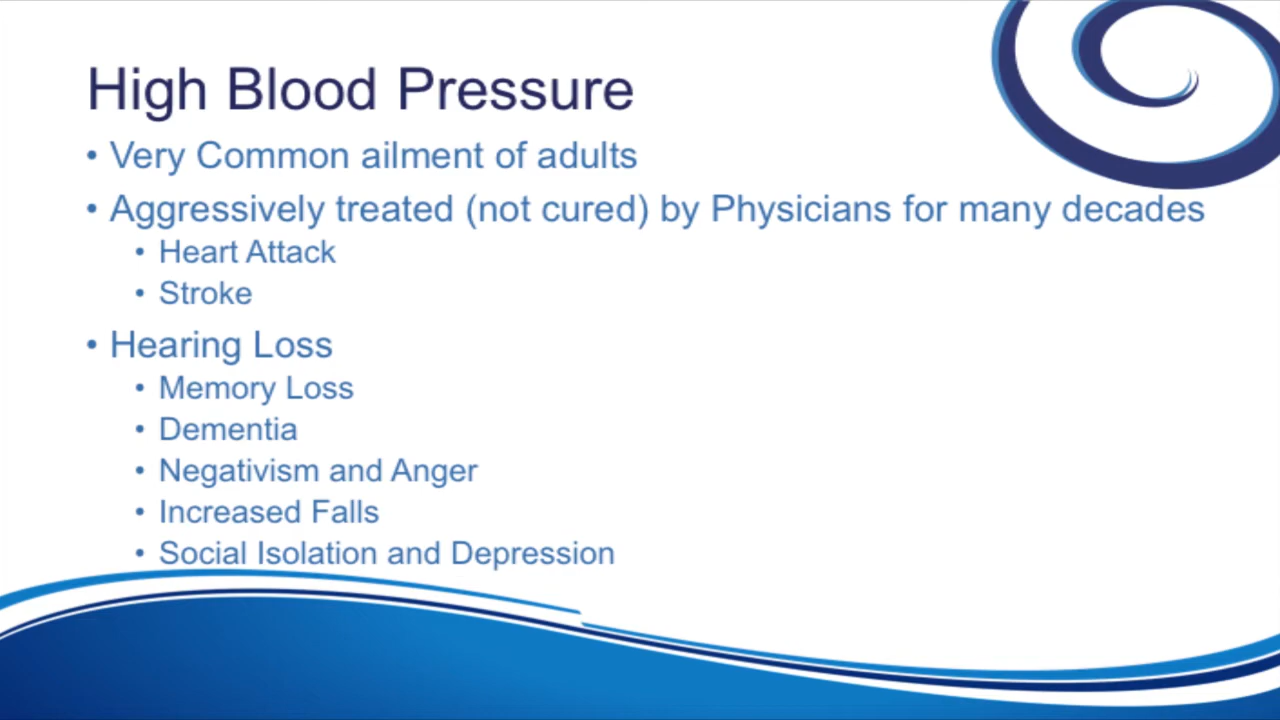 High Blood Pressure
• Very Common ailment of adults
• Aggressively treated (not cured) by Physicians for many decades
• Heart Attack
• Stroke
• Hearing Loss
• Memory Loss
• Dementia
• Negativism and Anger
• Increased Falls
• Social Isolation and Depression